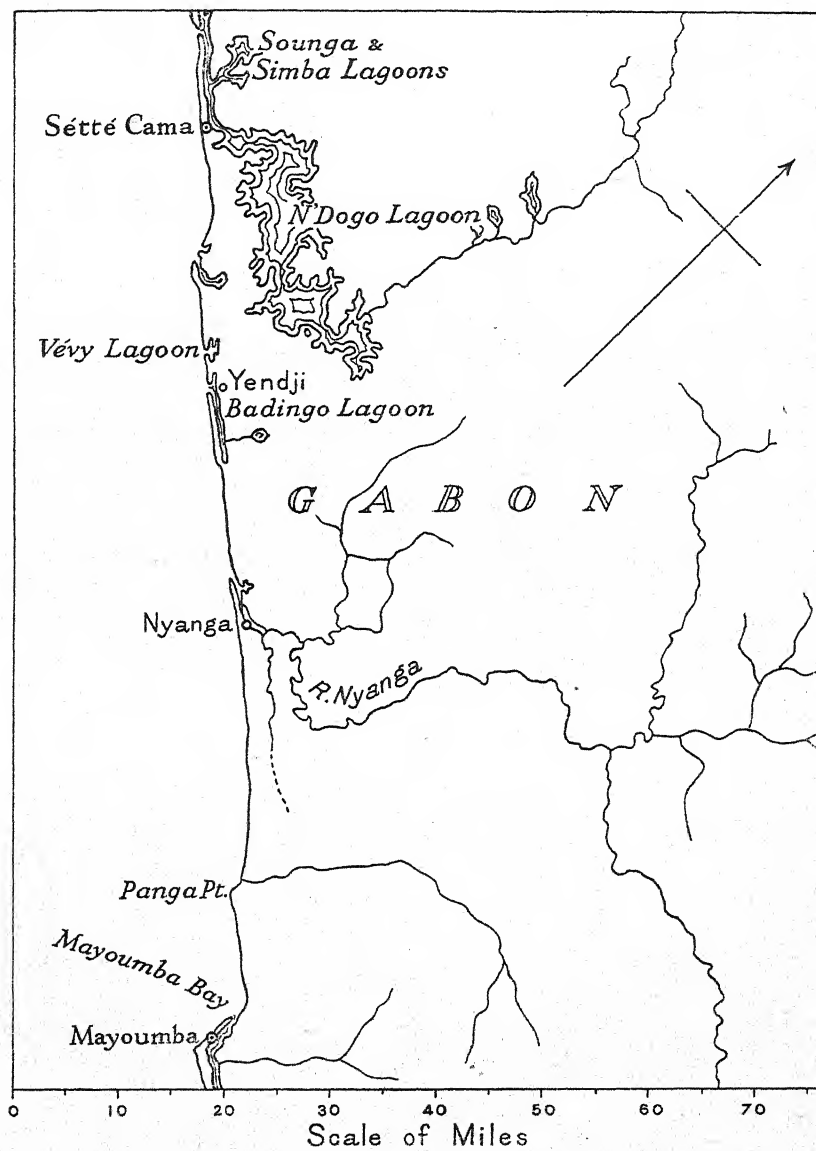 Sounga &
Simba Lagoons
Sétté Cama
N'Dogo Lagoon
Vévy Lagoon
Yendji
Badingo Lagoon
GABON
Nyanga
R. Nyanga
Panga Pt.
Mayoumba Bay
Mayoumba
0 10 20 30 40 50 60 70
Scale of Miles